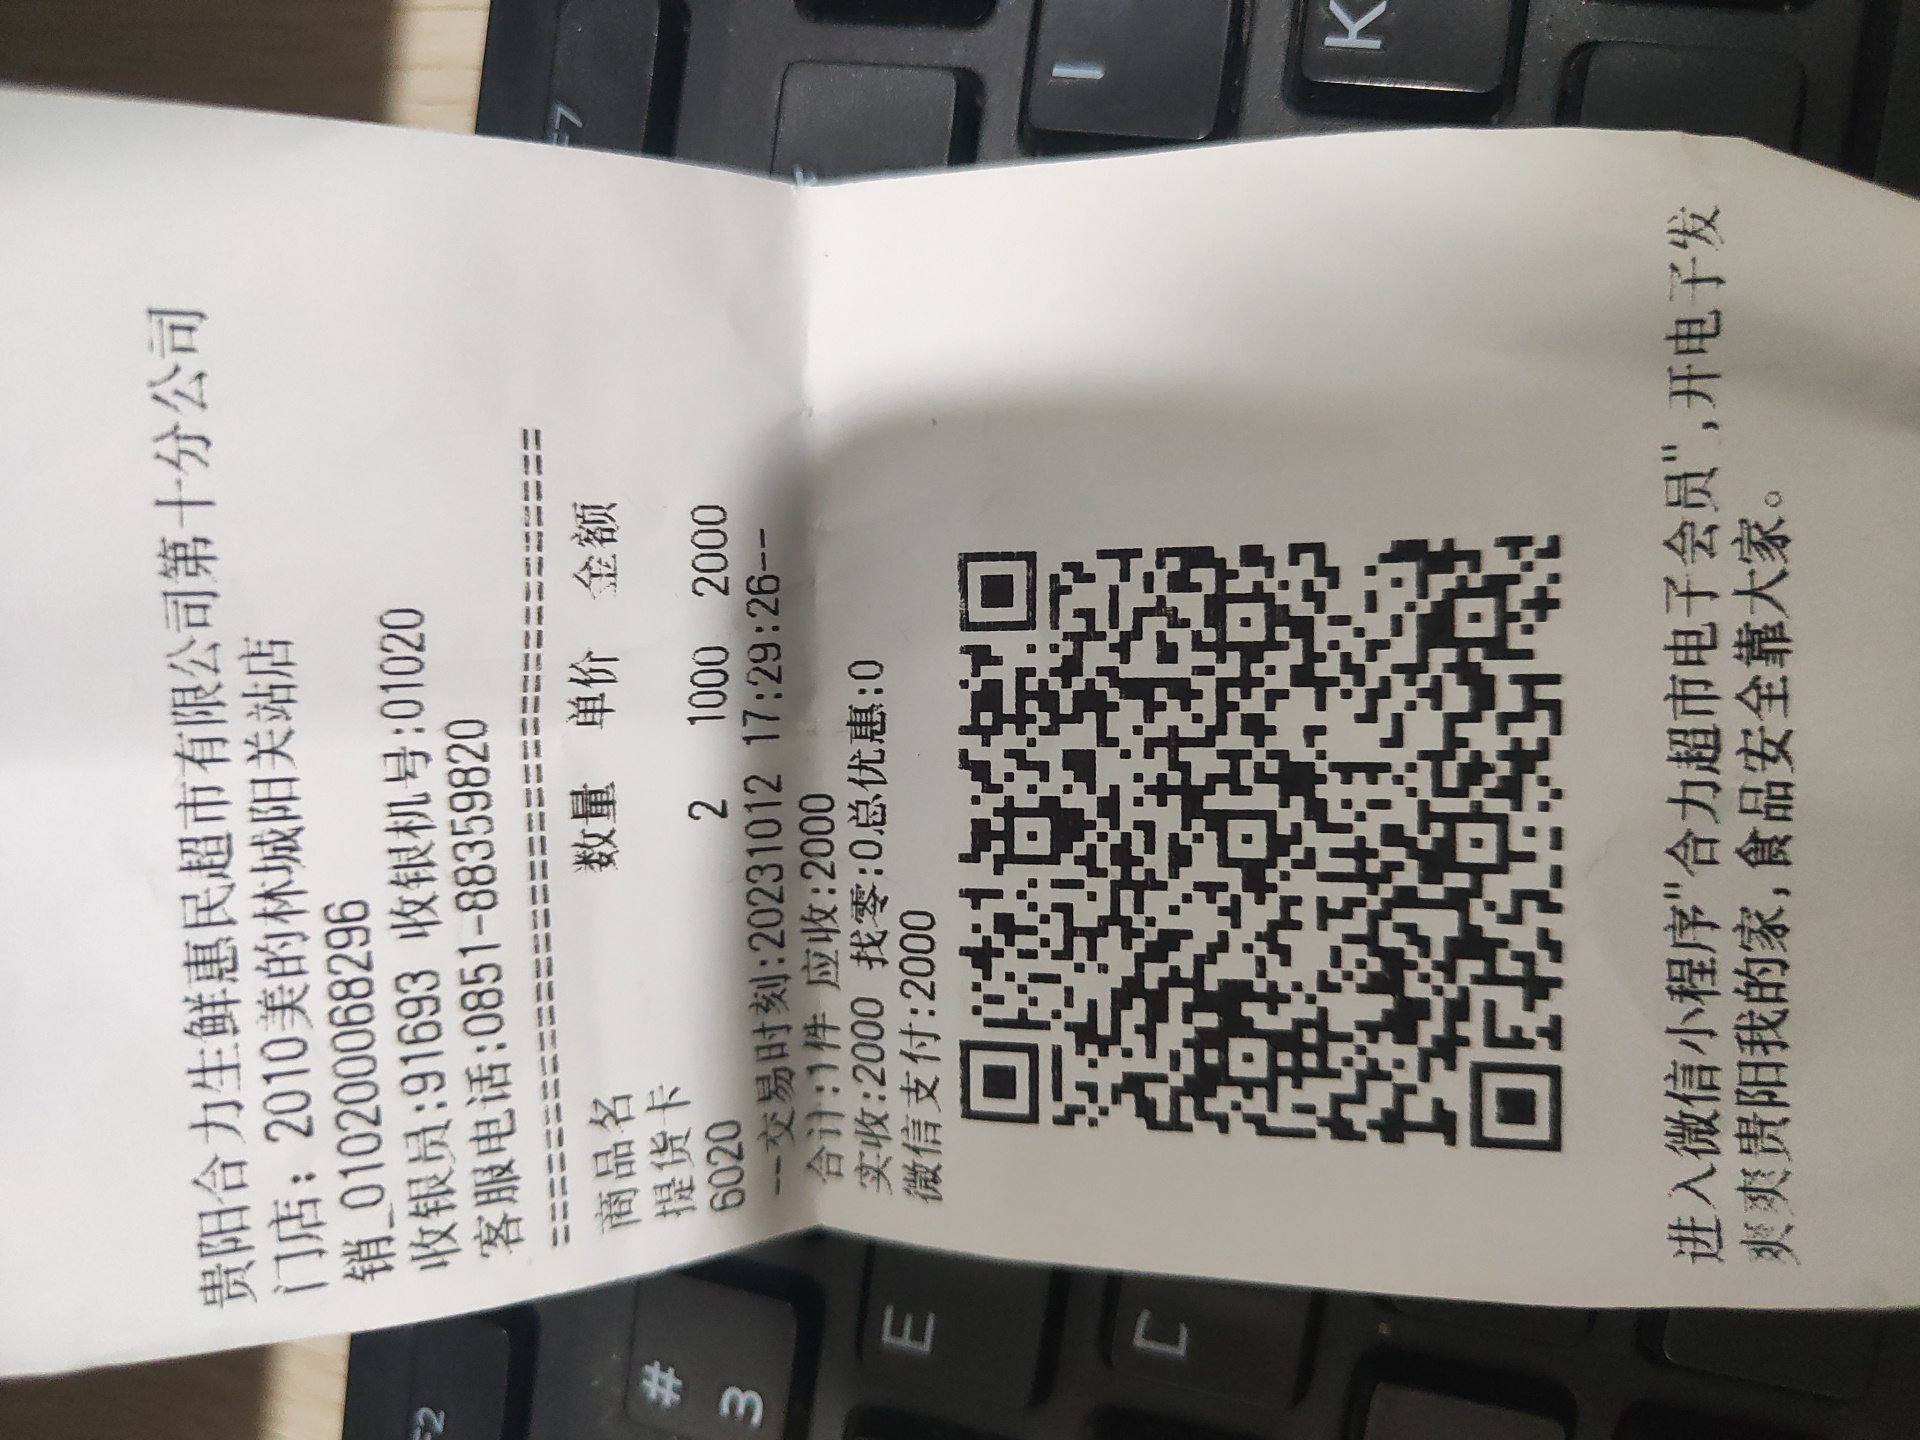 贵阳合力生鲜惠民超市有限公司第十分公司
门店: 2010美的林城阳关站店
销_010200068296
收银员:91693 收银机号:01020
客服电话:0851-88359820
========================================
商品名 数量 单价 金额
提货卡
6020 2 1000 2000
--交易时刻:20231012 17:29:26--
合计:1件 应收:2000
实收:2000 找零:0总优惠:0
微信支付:2000
进入微信小程序"合力超市电子会员",开电子发
爽爽贵阳我的家,食品安全靠大家。
F7
I
K
F2
#
3
E